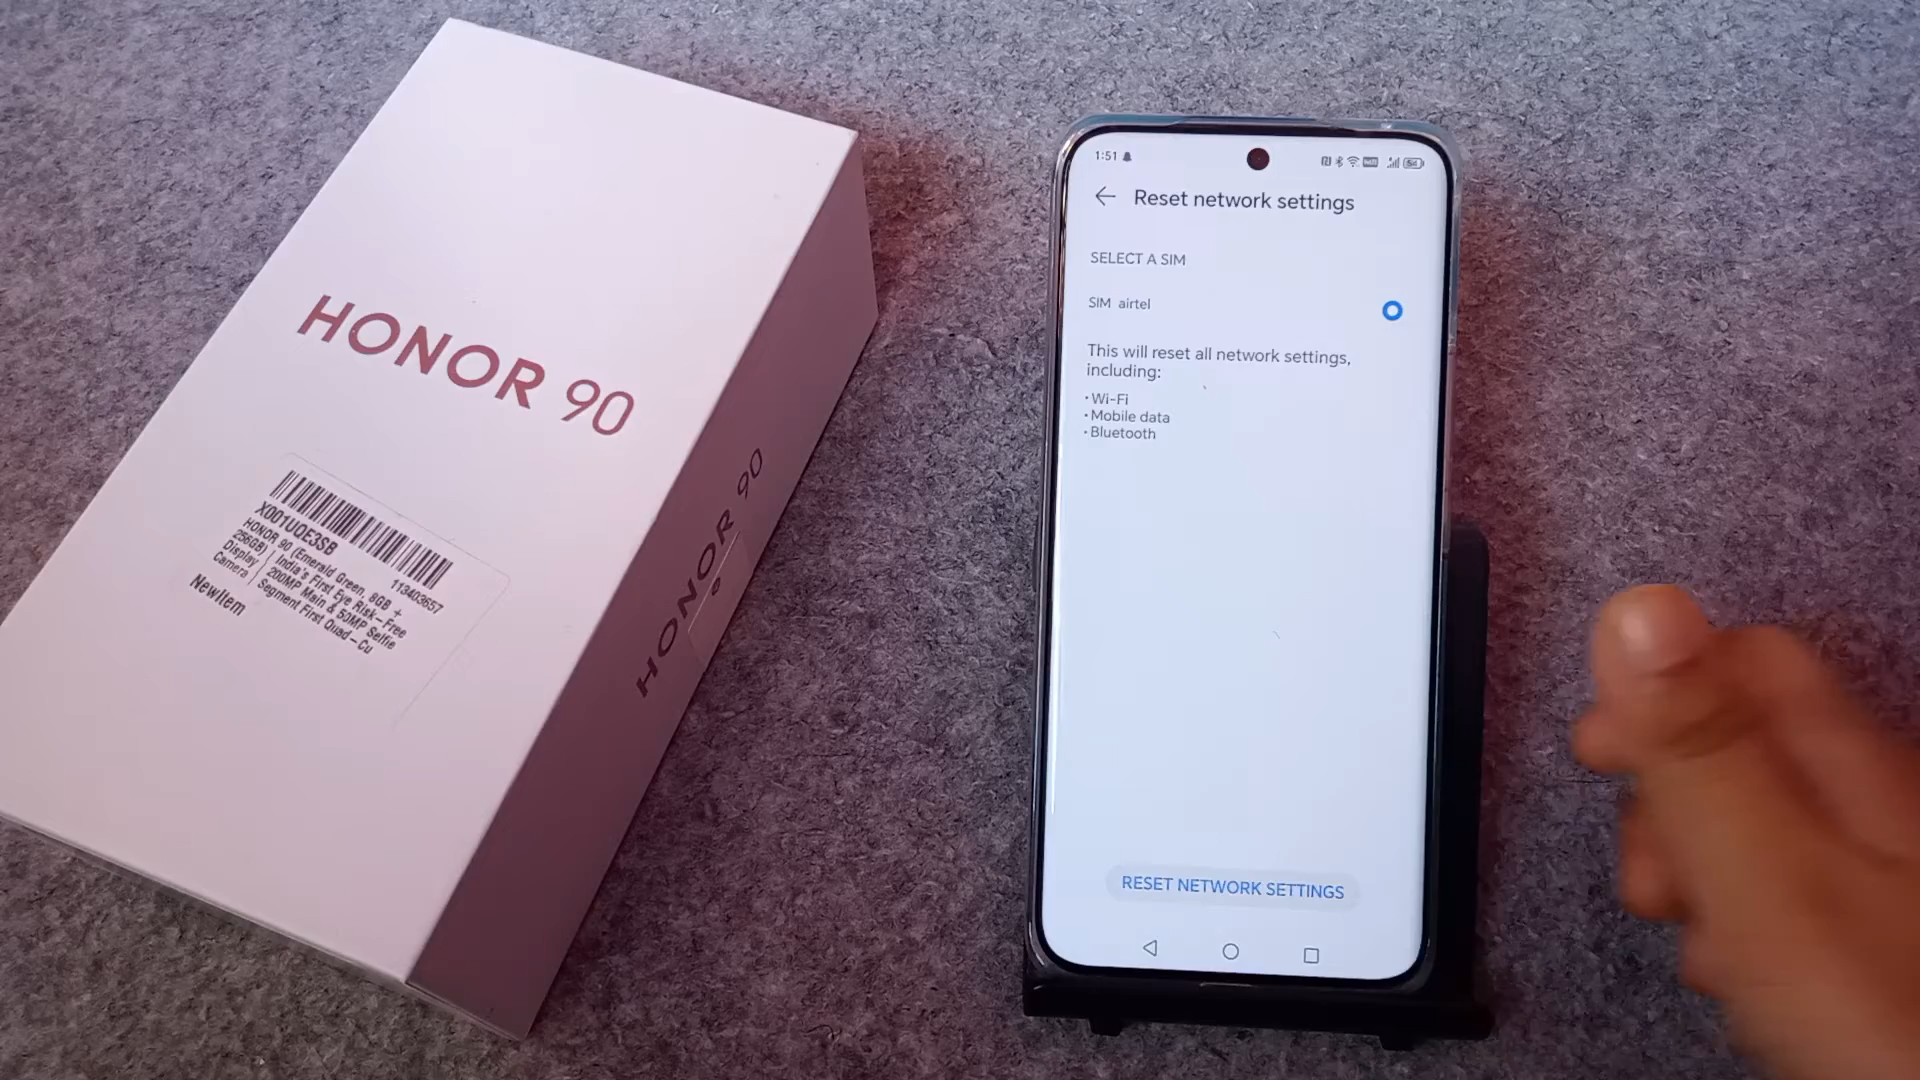 HONOR 90
X001UQE3SB
113403657
HONOR 90 (Emerald Green, 8GB +
256GB) | India's First Eye Risk-Free
Display | 200MP Main & 50MP Selfie
Camera | Segment First Quad-Cu
NewItem
HONOR 90
1:51
54
Reset network settings
SELECT A SIM
SIM airtel
This will reset all network settings,
including:
• Wi-Fi
• Mobile data
• Bluetooth
RESET NETWORK SETTINGS